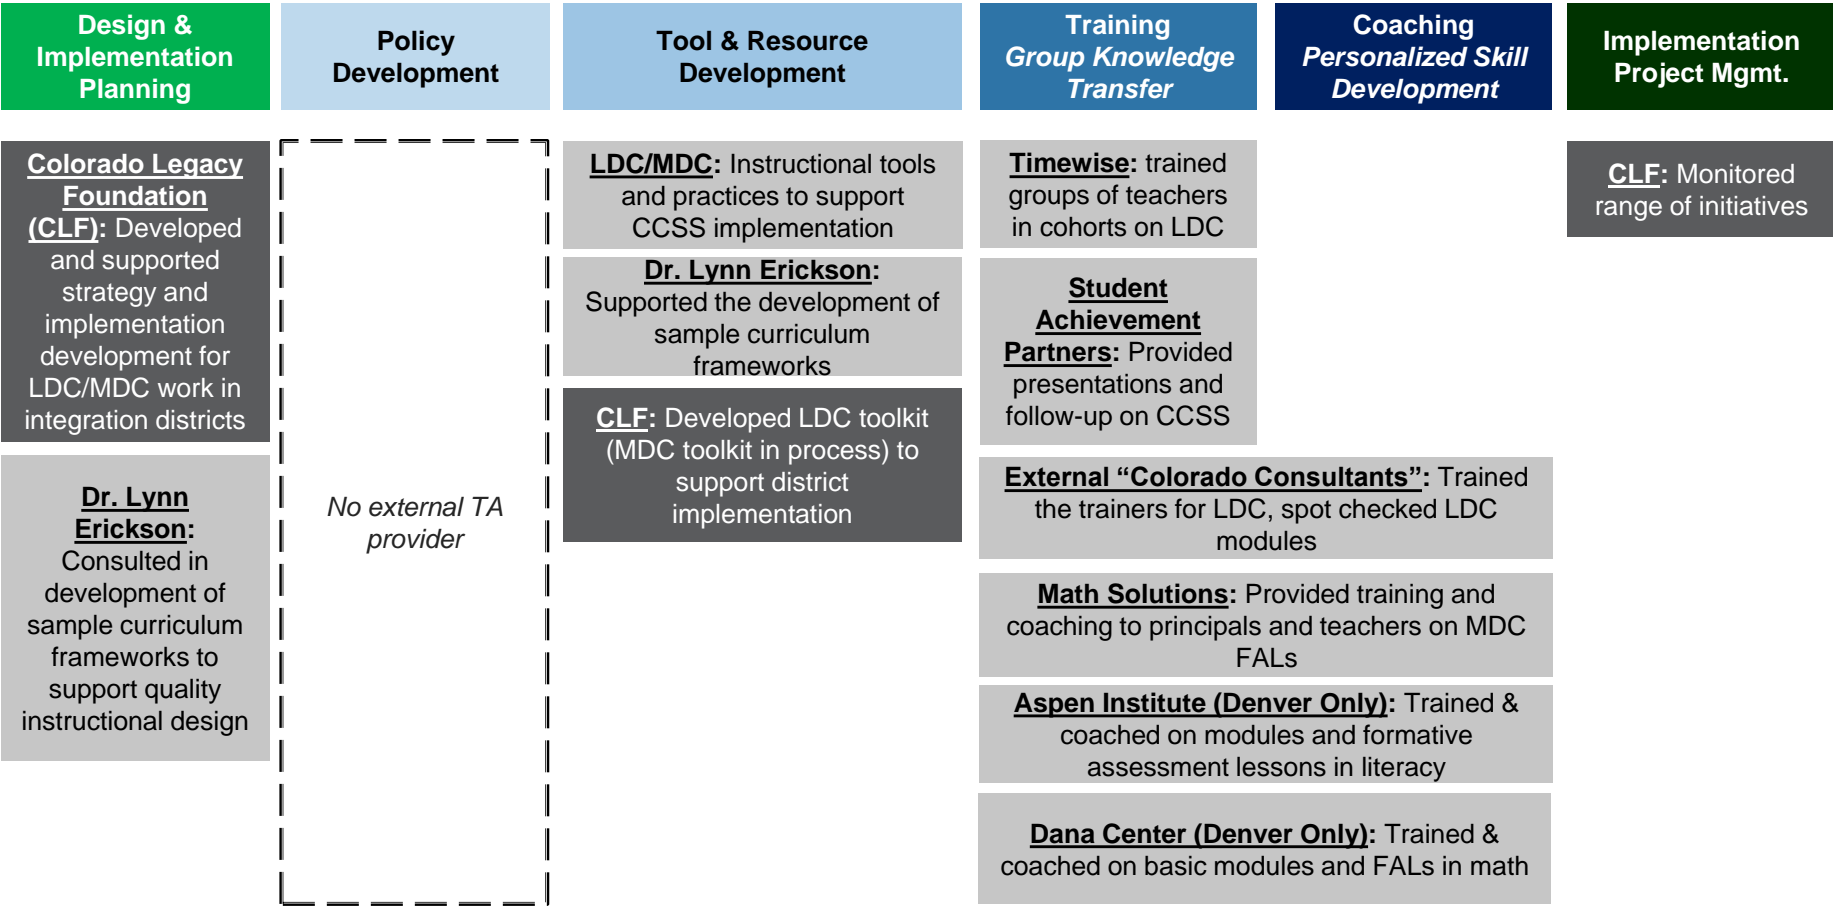 Design &
Implementation
Planning
Policy
Development
Tool & Resource
Development
Training
Group Knowledge
Transfer
Coaching
Personalized Skill
Development
Implementation
Project Mgmt.
Colorado Legacy
Foundation
(CLF): Developed
and supported
strategy and
implementation
development for
LDC/MDC work in
integration districts
Dr. Lynn
Erickson:
Consulted in
development of
sample curriculum
frameworks to
support quality
instructional design
No external TA
provider
LDC/MDC: Instructional tools
and practices to support
CCSS implementation
Dr. Lynn Erickson:
Supported the development of
sample curriculum
frameworks
CLF: Developed LDC toolkit
(MDC toolkit in process) to
support district
implementation
Timewise: trained
groups of teachers
in cohorts on LDC
Student
Achievement
Partners: Provided
presentations and
follow-up on CCSS
External “Colorado Consultants”: Trained
the trainers for LDC, spot checked LDC
modules
Math Solutions: Provided training and
coaching to principals and teachers on MDC
FALs
Aspen Institute (Denver Only): Trained &
coached on modules and formative
assessment lessons in literacy
Dana Center (Denver Only): Trained &
coached on basic modules and FALs in math
CLF: Monitored
range of initiatives